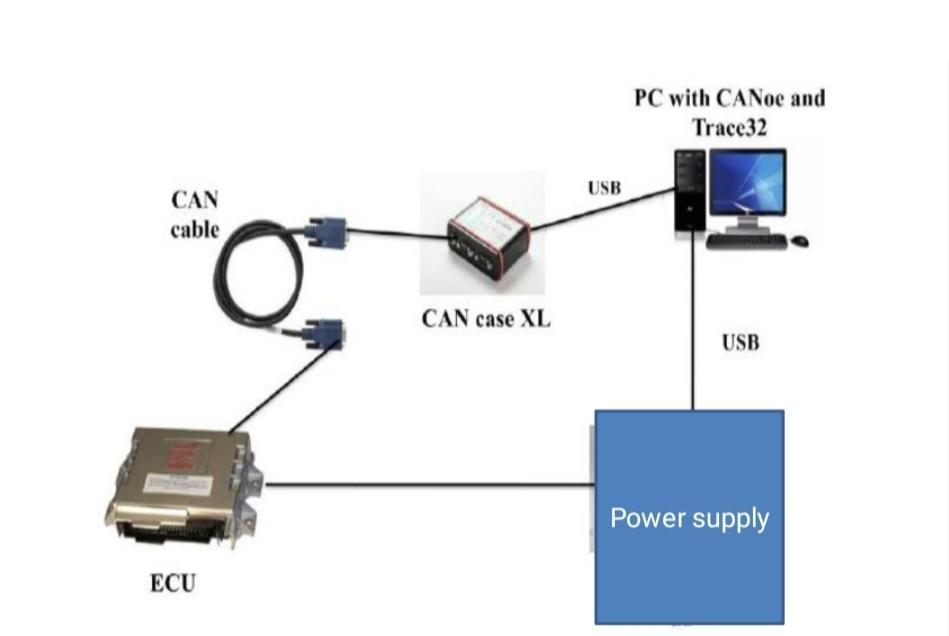 PC with CANoe and
Trace32
USB
CAN
cable
CAN case XL
USB
Power supply
ECU